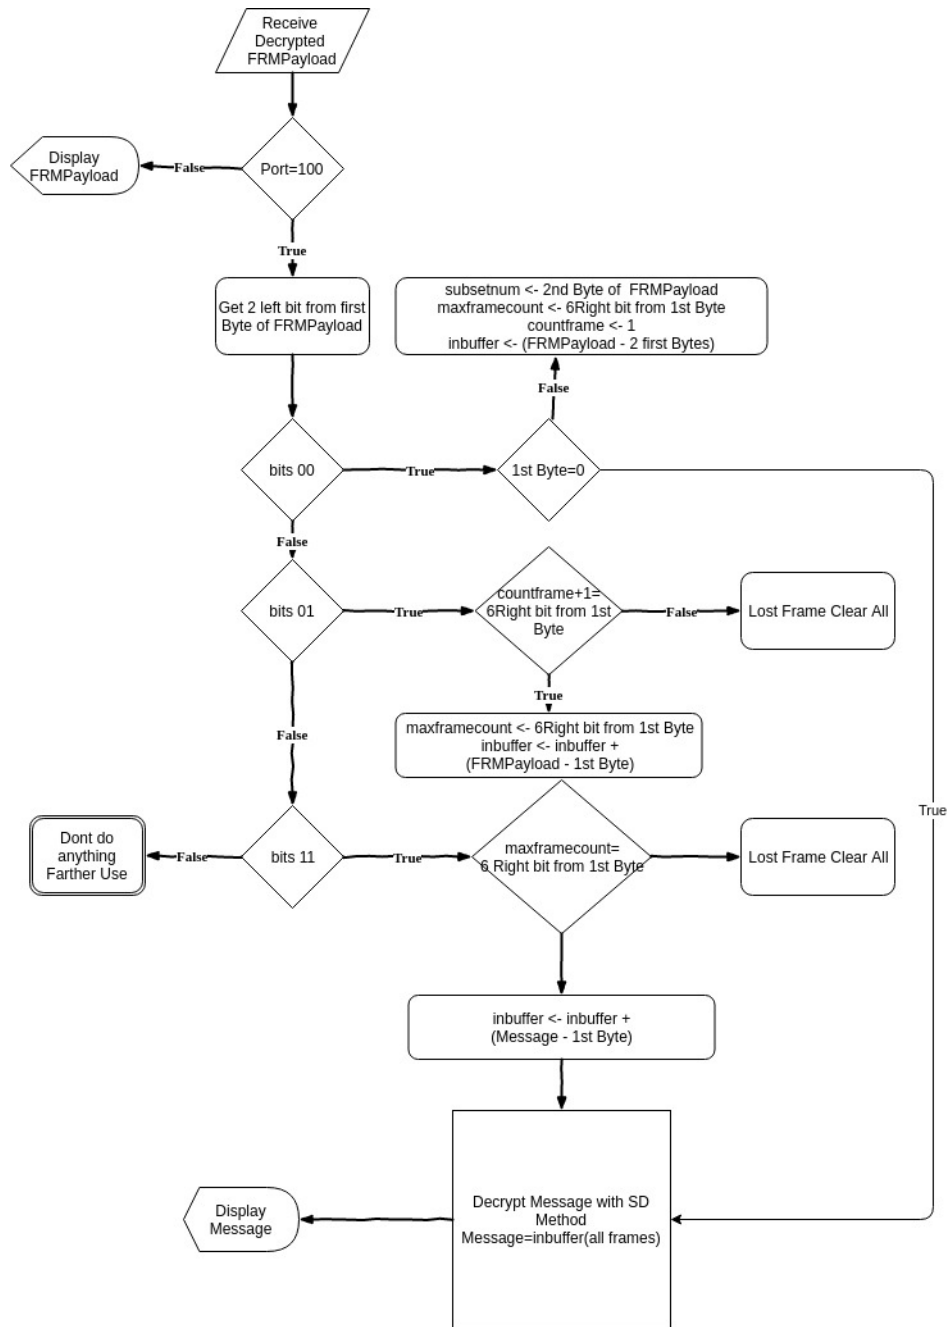 Receive
Decrypted
FRMPayload
Port=100
False
Display
FRMPayload
True
Get 2 left bit from first
Byte of FRMPayload
subsetnum <- 2nd Byte of FRMPayload
maxframecount <- 6Right bit from 1st Byte
countframe <- 1
inbuffer <- (FRMPayload - 2 first Bytes)
False
bits 00
True
1st Byte=0
False
bits 01
True
countframe+1=
6Right bit from 1st
Byte
False
Lost Frame Clear All
True
maxframecount <- 6Right bit from 1st Byte
inbuffer <- inbuffer +
(FRMPayload - 1st Byte)
False
True
Dont do
anything
Farther Use
False
bits 11
True
maxframecount=
6 Right bit from 1st Byte
Lost Frame Clear All
inbuffer <- inbuffer +
(Message - 1st Byte)
Decrypt Message with SD
Method
Message=inbuffer(all frames)
Display
Message